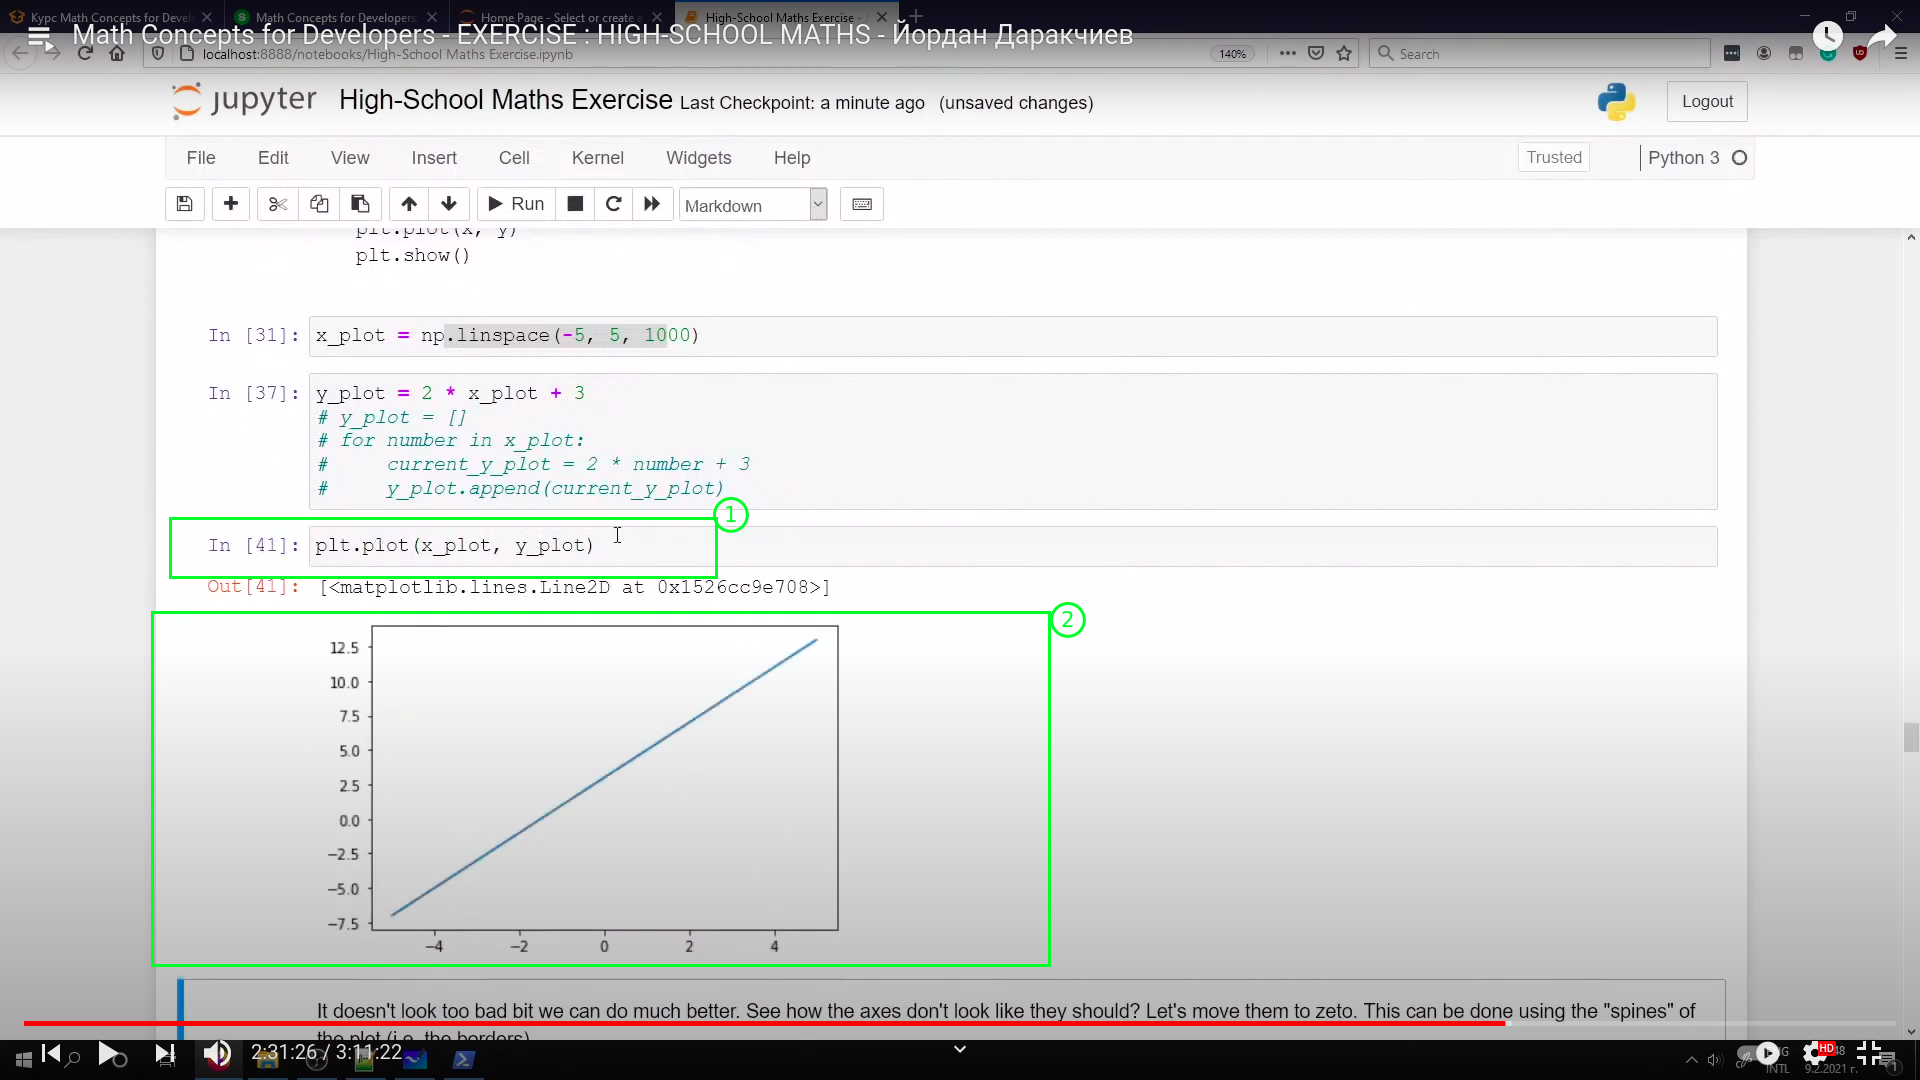 Курс Math Concepts for Devel
Math Concepts for Developers
Home Page - Select or create a
High-School Maths Exercise -
Math Concepts for Developers - EXERCISE : HIGH-SCHOOL MATHS - Йордан Даракчиев
localhost:8888/notebooks/High-School Maths Exercise.ipynb
140%
Search
jupyter High-School Maths Exercise Last Checkpoint: a minute ago (unsaved changes)
Logout
File Edit View Insert Cell Kernel Widgets Help
Trusted
Python 3
Run
Markdown
plt.plot(x, y)
plt.show()
In [31]: x_plot = np.linspace(-5, 5, 1000)
In [37]: y_plot = 2 * x_plot + 3
# y_plot = []
# for number in x_plot:
#     current_y_plot = 2 * number + 3
#     y_plot.append(current_y_plot)
1
In [41]: plt.plot(x_plot, y_plot)
Out[41]: [<matplotlib.lines.Line2D at 0x1526cc9e708>]
2
12.5
10.0
7.5
5.0
2.5
0.0
−2.5
−5.0
−7.5
−4 −2 0 2 4
It doesn't look too bad bit we can do much better. See how the axes don't look like they should? Let's move them to zeto. This can be done using the "spines" of
the plot (i.e. the borders)
2:31:26 / 3:11:22
HD
INTL
9.2.2021 г.